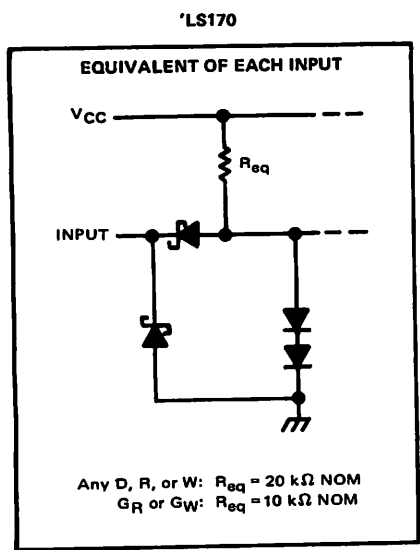 'LS170
EQUIVALENT OF EACH INPUT
VCC
Req
INPUT
Any D, R, or W: Req = 20 kΩ NOM
GR or GW: Req = 10 kΩ NOM